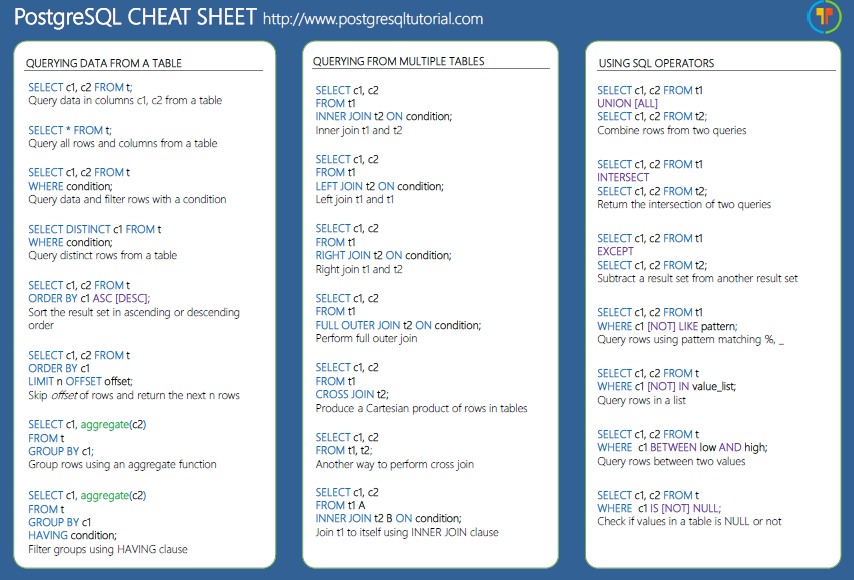 PostgreSQL CHEAT SHEET http://www.postgresqltutorial.com
QUERYING DATA FROM A TABLE
SELECT c1, c2 FROM t;
Query data in columns c1, c2 from a table
SELECT * FROM t;
Query all rows and columns from a table
SELECT c1, c2 FROM t
WHERE condition;
Query data and filter rows with a condition
SELECT DISTINCT c1 FROM t
WHERE condition;
Query distinct rows from a table
SELECT c1, c2 FROM t
ORDER BY c1 ASC [DESC];
Sort the result set in ascending or descending
order
SELECT c1, c2 FROM t
ORDER BY c1
LIMIT n OFFSET offset;
Skip offset of rows and return the next n rows
SELECT c1, aggregate(c2)
FROM t
GROUP BY c1;
Group rows using an aggregate function
SELECT c1, aggregate(c2)
FROM t
GROUP BY c1
HAVING condition;
Filter groups using HAVING clause
QUERYING FROM MULTIPLE TABLES
SELECT c1, c2
FROM t1
INNER JOIN t2 ON condition;
Inner join t1 and t2
SELECT c1, c2
FROM t1
LEFT JOIN t2 ON condition;
Left join t1 and t1
SELECT c1, c2
FROM t1
RIGHT JOIN t2 ON condition;
Right join t1 and t2
SELECT c1, c2
FROM t1
FULL OUTER JOIN t2 ON condition;
Perform full outer join
SELECT c1, c2
FROM t1
CROSS JOIN t2;
Produce a Cartesian product of rows in tables
SELECT c1, c2
FROM t1, t2;
Another way to perform cross join
SELECT c1, c2
FROM t1 A
INNER JOIN t2 B ON condition;
Join t1 to itself using INNER JOIN clause
USING SQL OPERATORS
SELECT c1, c2 FROM t1
UNION [ALL]
SELECT c1, c2 FROM t2;
Combine rows from two queries
SELECT c1, c2 FROM t1
INTERSECT
SELECT c1, c2 FROM t2;
Return the intersection of two queries
SELECT c1, c2 FROM t1
EXCEPT
SELECT c1, c2 FROM t2;
Subtract a result set from another result set
SELECT c1, c2 FROM t1
WHERE c1 [NOT] LIKE pattern;
Query rows using pattern matching %, _
SELECT c1, c2 FROM t
WHERE c1 [NOT] IN value_list;
Query rows in a list
SELECT c1, c2 FROM t
WHERE c1 BETWEEN low AND high;
Query rows between two values
SELECT c1, c2 FROM t
WHERE c1 IS [NOT] NULL;
Check if values in a table is NULL or not